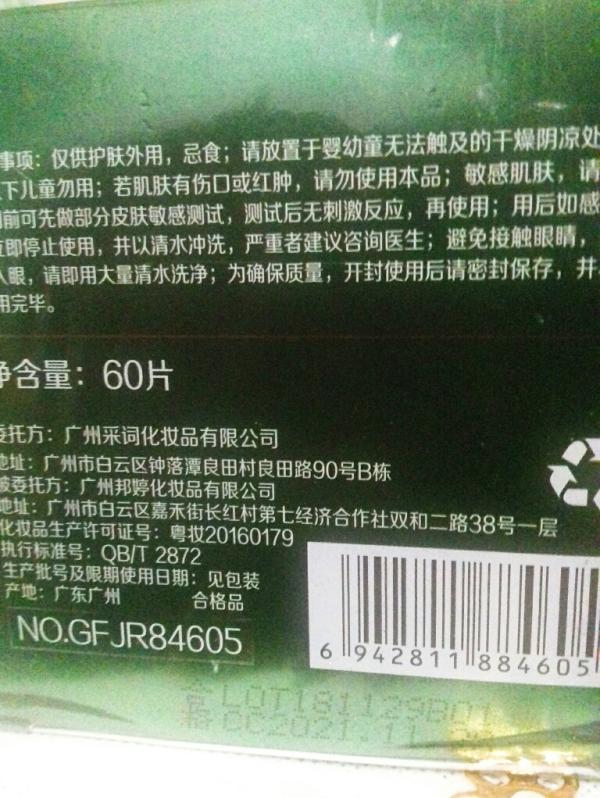 事项：仅供护肤外用，忌食；请放置于婴幼童无法触及的干燥阴凉处
下儿童勿用；若肌肤有伤口或红肿，请勿使用本品；敏感肌肤，请
前可先做部分皮肤敏感测试，测试后无刺激反应，再使用；用后如感
立即停止使用，并以清水冲洗，严重者建议咨询医生；避免接触眼睛，
入眼，请即用大量清水洗净；为确保质量，开封使用后请密封保存，并
用完毕。
净含量：60片
委托方：广州采词化妆品有限公司
地址：广州市白云区钟落潭良田村良田路90号B栋
被委托方：广州邦婷化妆品有限公司
地址：广州市白云区嘉禾街长红村第七经济合作社双和二路38号一层
化妆品生产许可证号：粤妆20160179
执行标准号：QB/T 2872
生产批号及限期使用日期：见包装
产地：广东广州 合格品
NO.GFJR84605
6 942811 884605
LOT181129B01
2021.11